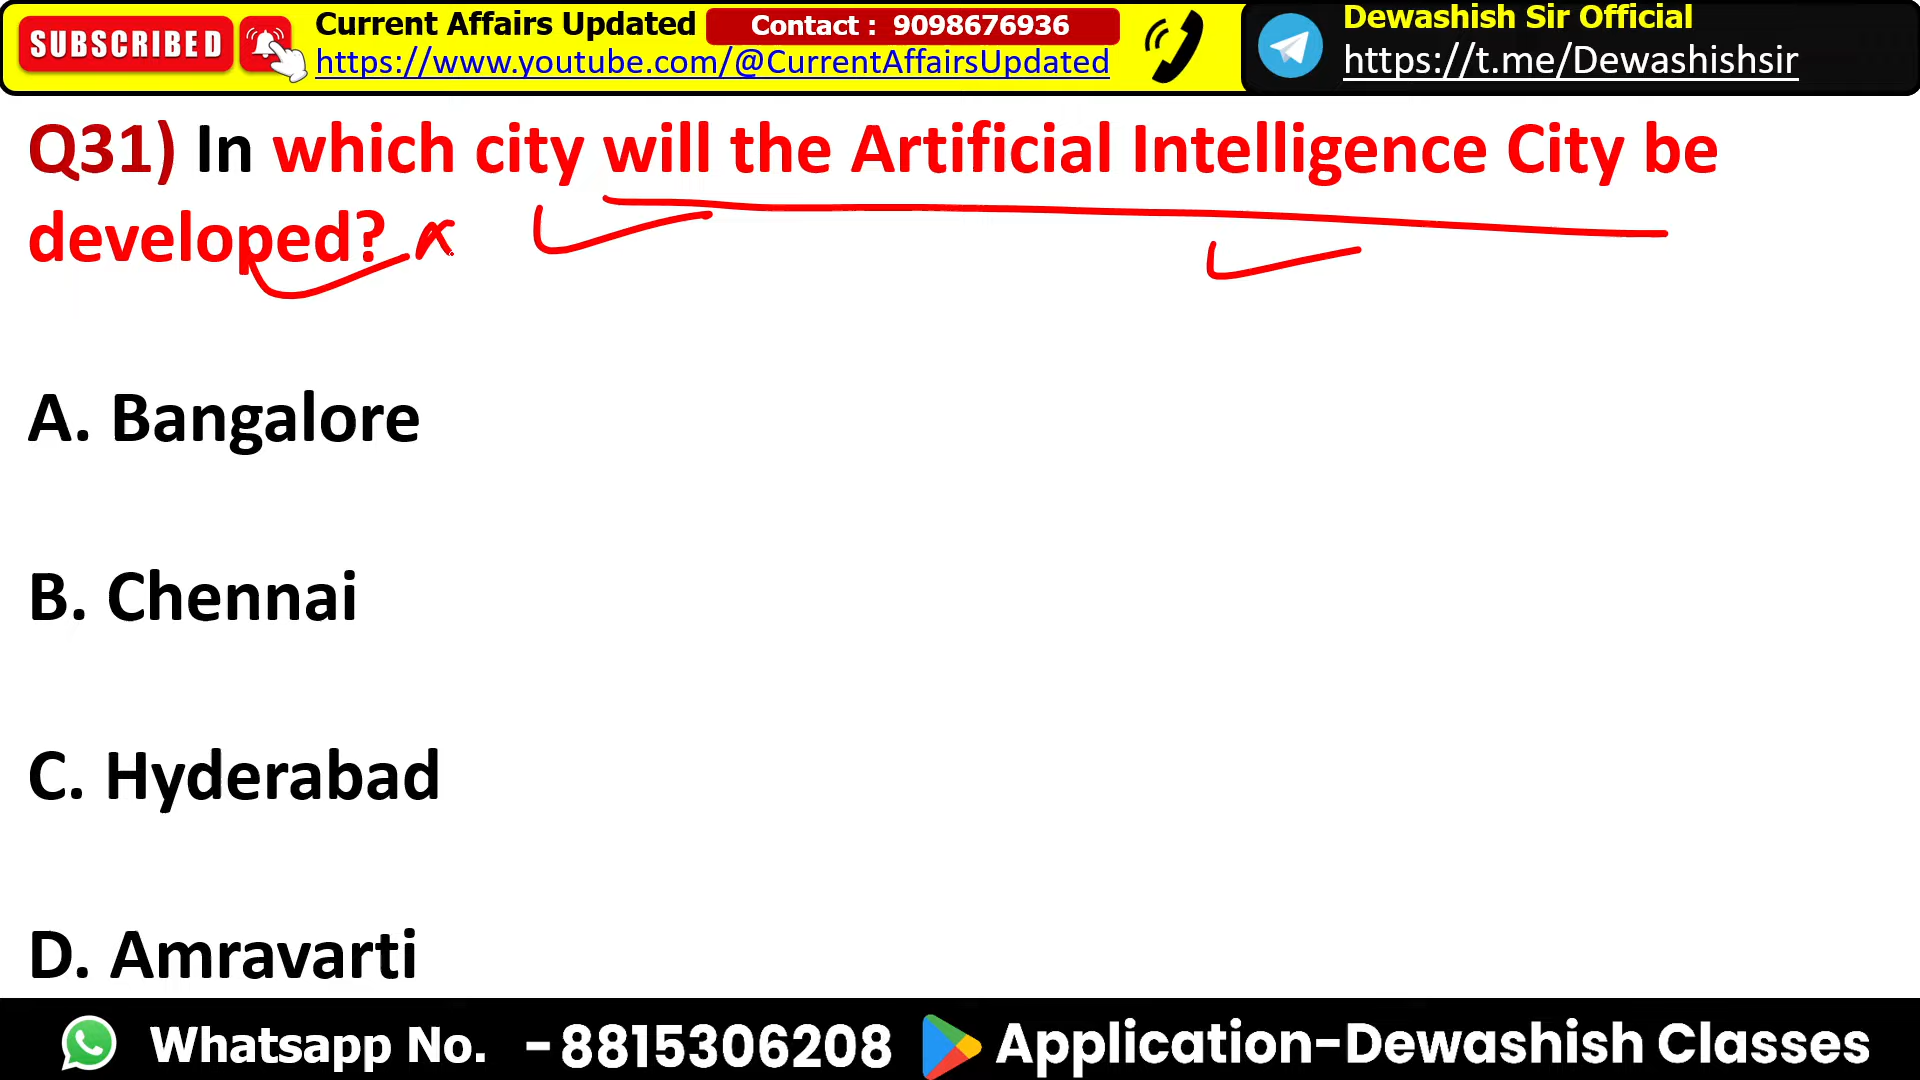 SUBSCRIBED
Current Affairs Updated
Contact : 9098676936
https://www.youtube.com/@CurrentAffairsUpdated
Dewashish Sir Official
https://t.me/Dewashishsir
Q31) In which city will the Artificial Intelligence City be
developed?
A. Bangalore
B. Chennai
C. Hyderabad
D. Amravarti
Whatsapp No. -8815306208
Application-Dewashish Classes